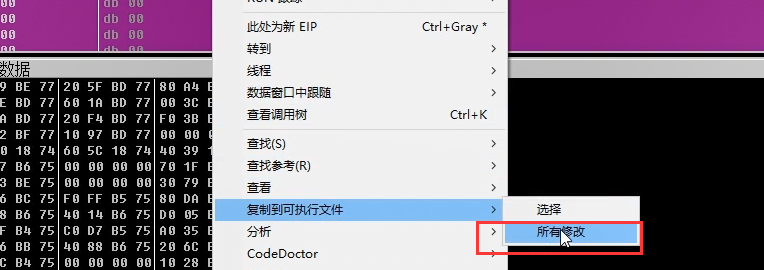 00 db 00
00 db 00
00 db 00
00 db 00
此处为新 EIP Ctrl+Gray *
转到
线程
数据窗口中跟随
查看调用树 Ctrl+K
查找(S)
查找参考(R)
查看
复制到可执行文件
分析
CodeDoctor
选择
所有修改
数据
9 BE 77 20 5F BD 77 80 A4
E BD 77 60 1A BD 77 00 3C
A BD 77 20 F4 BD 77 F0 3B
2 BF 77 10 97 BD 77 00 00
0 18 74 60 5C 18 74 40 39
7 B6 75 00 00 00 00 70 1F
3 BE 75 00 00 00 00 30 79
6 BC 75 F0 FF B5 75 80 DA
8 B6 75 40 14 B6 75 D0 05
F B4 75 C0 D7 B5 75 A0 35
6 BB 75 40 88 B6 75 20 6C
4 B6 75 00 00 00 00 10 28